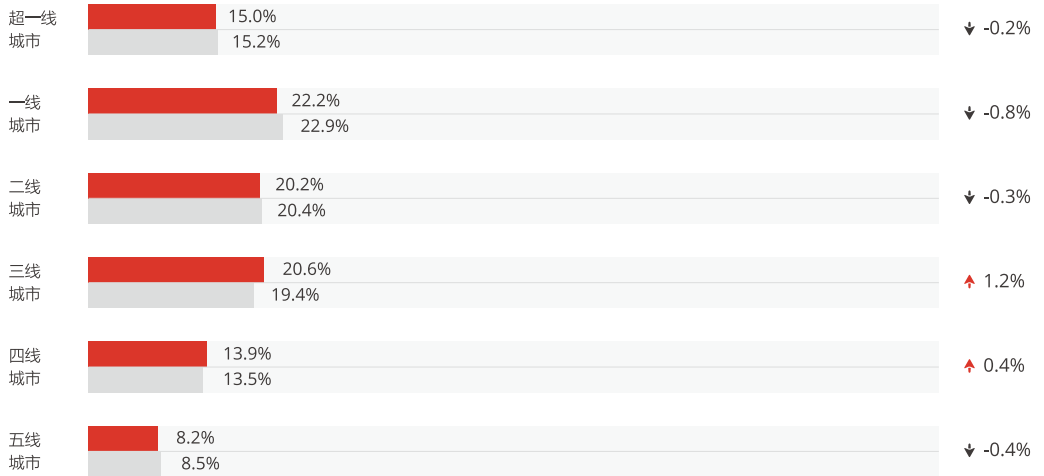 超一线
城市
15.0%
15.2%
-0.2%
一线
城市
22.2%
22.9%
-0.8%
二线
城市
20.2%
20.4%
-0.3%
三线
城市
20.6%
19.4%
1.2%
四线
城市
13.9%
13.5%
0.4%
五线
城市
8.2%
8.5%
-0.4%